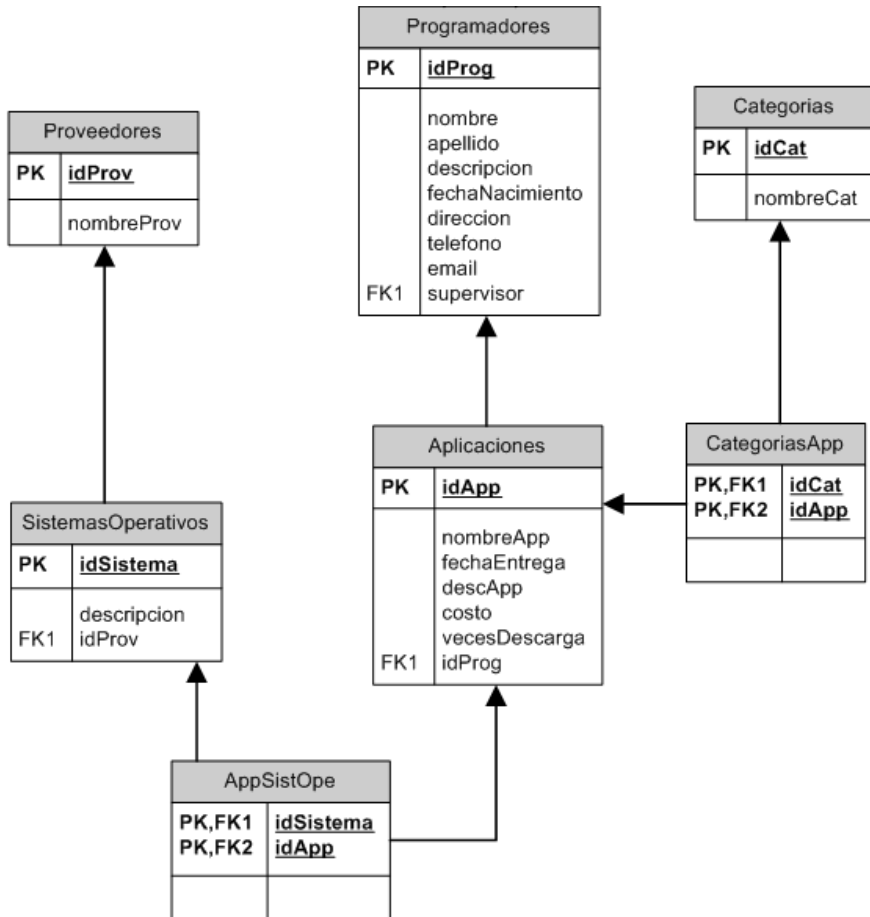 Programadores
PK idProg
nombre
apellido
descripcion
fechaNacimiento
direccion
telefono
email
FK1 supervisor
Categorias
PK idCat
nombreCat
Proveedores
PK idProv
nombreProv
Aplicaciones
PK idApp
nombreApp
fechaEntrega
descApp
costo
vecesDescarga
FK1 idProg
CategoriasApp
PK,FK1 idCat
PK,FK2 idApp
SistemasOperativos
PK idSistema
descripcion
FK1 idProv
AppSistOpe
PK,FK1 idSistema
PK,FK2 idApp